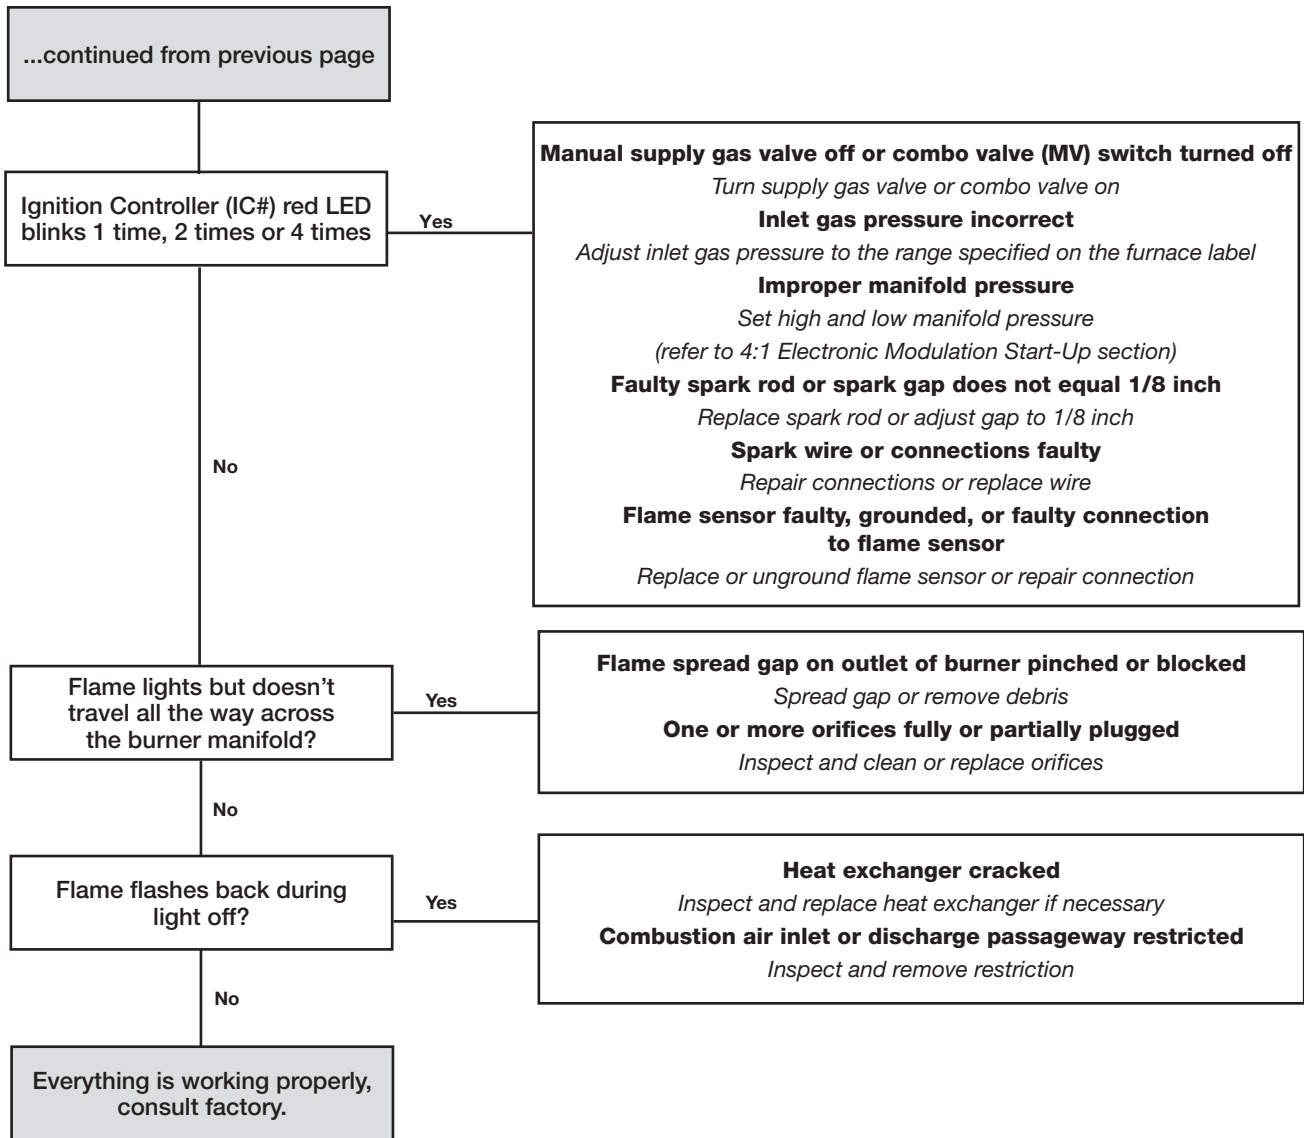 ...continued from previous page
Ignition Controller (IC#) red LED
blinks 1 time, 2 times or 4 times
Yes
Manual supply gas valve off or combo valve (MV) switch turned off
Turn supply gas valve or combo valve on
Inlet gas pressure incorrect
Adjust inlet gas pressure to the range specified on the furnace label
Improper manifold pressure
Set high and low manifold pressure
(refer to 4:1 Electronic Modulation Start-Up section)
Faulty spark rod or spark gap does not equal 1/8 inch
Replace spark rod or adjust gap to 1/8 inch
Spark wire or connections faulty
Repair connections or replace wire
Flame sensor faulty, grounded, or faulty connection
to flame sensor
Replace or unground flame sensor or repair connection
No
Flame lights but doesn't
travel all the way across
the burner manifold?
Yes
Flame spread gap on outlet of burner pinched or blocked
Spread gap or remove debris
One or more orifices fully or partially plugged
Inspect and clean or replace orifices
No
Flame flashes back during
light off?
Yes
Heat exchanger cracked
Inspect and replace heat exchanger if necessary
Combustion air inlet or discharge passageway restricted
Inspect and remove restriction
No
Everything is working properly,
consult factory.